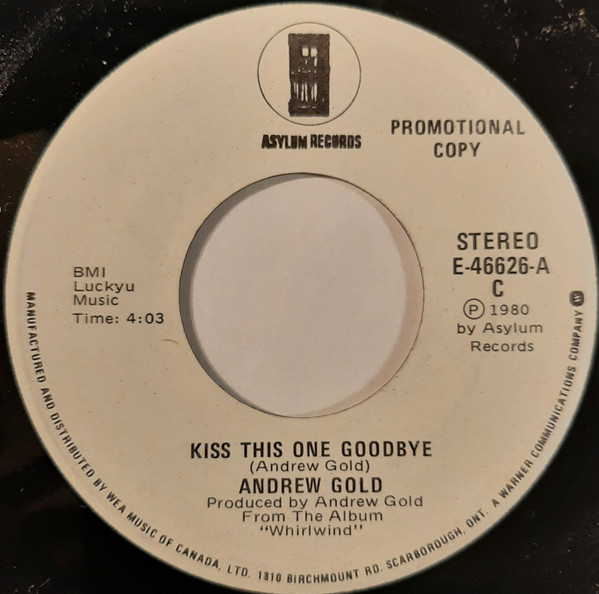 ASYLUM RECORDS
PROMOTIONAL
COPY
STEREO
E-46626-A
C
Ⓟ 1980
by Asylum
Records
BMI
Luckyu
Music
Time: 4:03
KISS THIS ONE GOODBYE
(Andrew Gold)
ANDREW GOLD
Produced by Andrew Gold
From The Album
"Whirlwind"
MANUFACTURED AND DISTRIBUTED BY WEA MUSIC OF CANADA, LTD. 1810 BIRCHMOUNT RD. SCARBOROUGH, ONT. A WARNER COMMUNICATIONS COMPANY